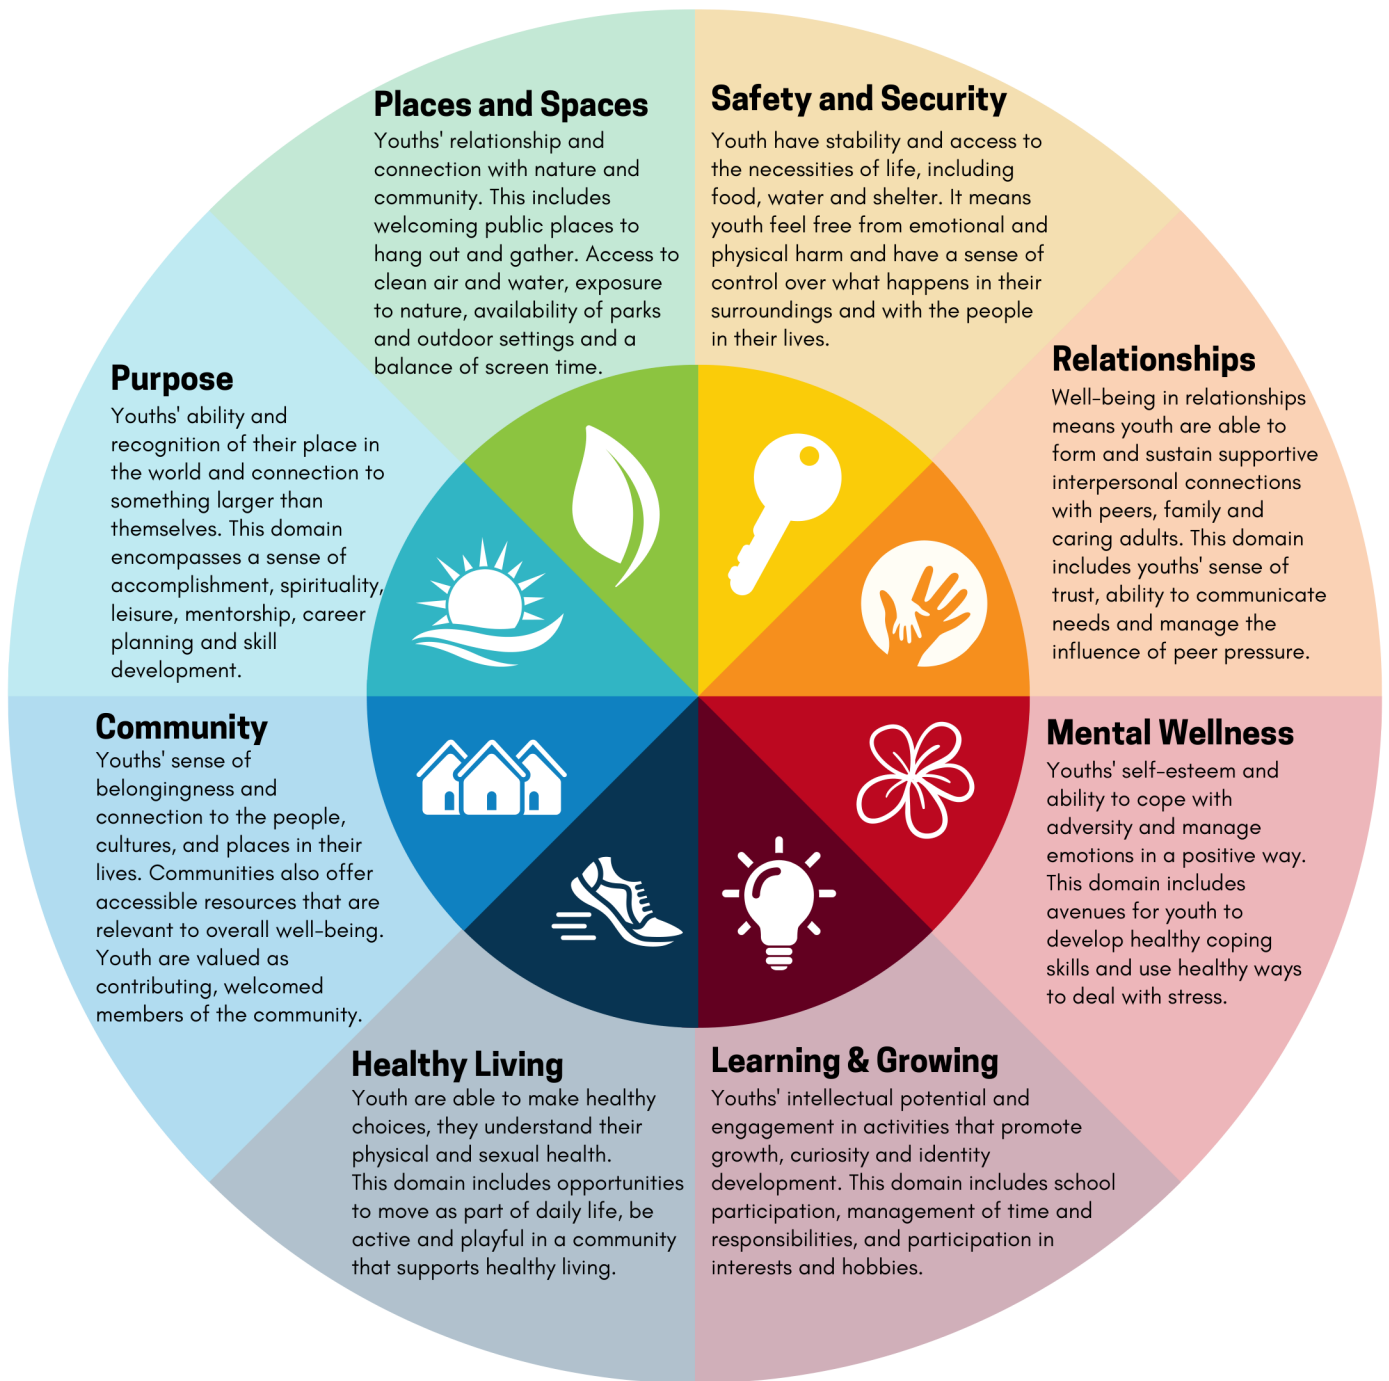 Places and Spaces
Youths' relationship and
connection with nature and
community. This includes
welcoming public places to
hang out and gather. Access to
clean air and water, exposure
to nature, availability of parks
and outdoor settings and a
balance of screen time.
Safety and Security
Youth have stability and access to
the necessities of life, including
food, water and shelter. It means
youth feel free from emotional and
physical harm and have a sense of
control over what happens in their
surroundings and with the people
in their lives.
Relationships
Well-being in relationships
means youth are able to
form and sustain supportive
interpersonal connections
with peers, family and
caring adults. This domain
includes youths' sense of
trust, ability to communicate
needs and manage the
influence of peer pressure.
Mental Wellness
Youths' self-esteem and
ability to cope with
adversity and manage
emotions in a positive way.
This domain includes
avenues for youth to
develop healthy coping
skills and use healthy ways
to deal with stress.
Learning & Growing
Youths' intellectual potential and
engagement in activities that promote
growth, curiosity and identity
development. This domain includes school
participation, management of time and
responsibilities, and participation in
interests and hobbies.
Healthy Living
Youth are able to make healthy
choices, they understand their
physical and sexual health.
This domain includes opportunities
to move as part of daily life, be
active and playful in a community
that supports healthy living.
Community
Youths' sense of
belongingness and
connection to the people,
cultures, and places in their
lives. Communities also offer
accessible resources that are
relevant to overall well-being.
Youth are valued as
contributing, welcomed
members of the community.
Purpose
Youths' ability and
recognition of their place in
the world and connection to
something larger than
themselves. This domain
encompasses a sense of
accomplishment, spirituality,
leisure, mentorship, career
planning and skill
development.